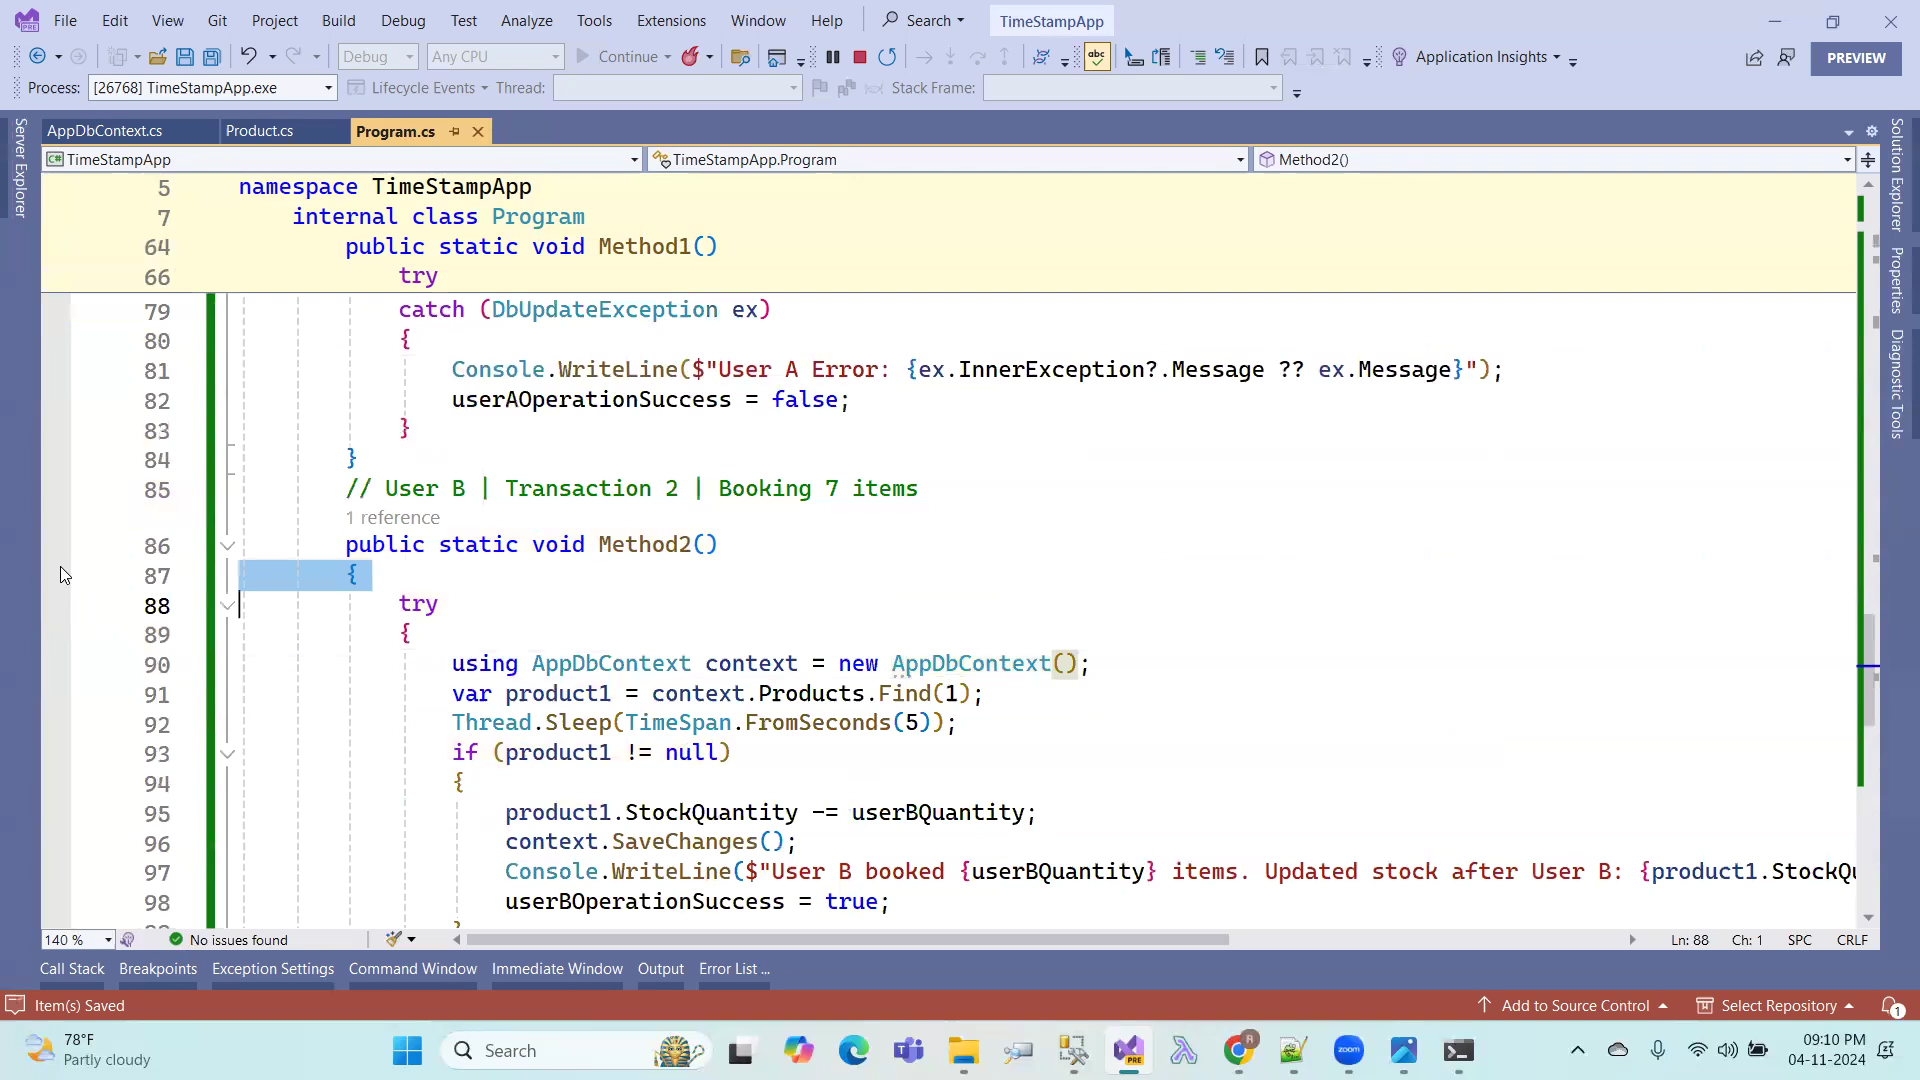 File Edit View Git Project Build Debug Test Analyze Tools Extensions Window Help Search TimeStampApp
Debug Any CPU Continue abc Application Insights PREVIEW
Process: [26768] TimeStampApp.exe Lifecycle Events Thread: Stack Frame:
Server Explorer
AppDbContext.cs Product.cs Program.cs
TimeStampApp TimeStampApp.Program Method2()
5 namespace TimeStampApp
7 internal class Program
64 public static void Method1()
66 try
79 catch (DbUpdateException ex)
80 {
81 Console.WriteLine($"User A Error: {ex.InnerException?.Message ?? ex.Message}");
82 userAOperationSuccess = false;
83 }
84 }
85 // User B | Transaction 2 | Booking 7 items
1 reference
86 public static void Method2()
87 {
88 try
89 {
90 using AppDbContext context = new AppDbContext();
91 var product1 = context.Products.Find(1);
92 Thread.Sleep(TimeSpan.FromSeconds(5));
93 if (product1 != null)
94 {
95 product1.StockQuantity -= userBQuantity;
96 context.SaveChanges();
97 Console.WriteLine($"User B booked {userBQuantity} items. Updated stock after User B: {product1.StockQu
98 userBOperationSuccess = true;
Solution Explorer
Properties
Diagnostic Tools
140 % No issues found Ln: 88 Ch: 1 SPC CRLF
Call Stack Breakpoints Exception Settings Command Window Immediate Window Output Error List ...
Item(s) Saved Add to Source Control Select Repository 1
78°F
Partly cloudy
Search
PRE
zoom
09:10 PM
04-11-2024